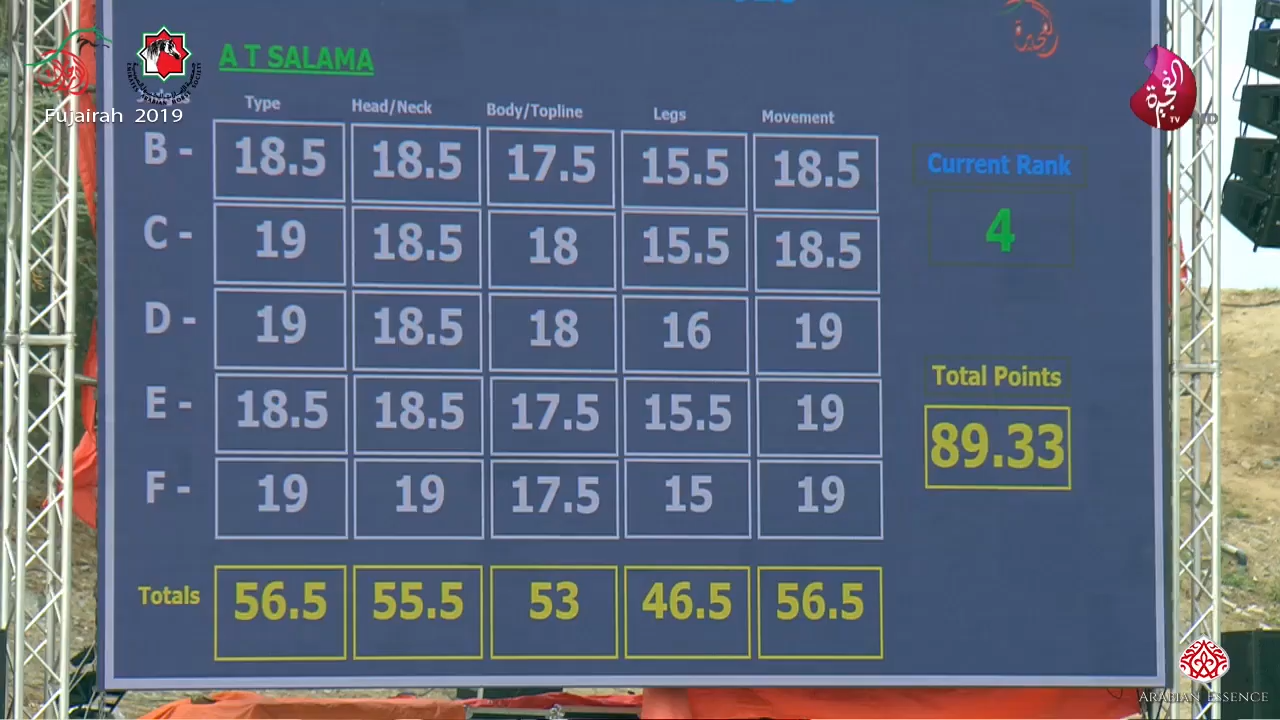 A T SALAMA
Fujairah 2019
Type Head/Neck Body/Topline Legs Movement
B - 18.5 18.5 17.5 15.5 18.5
C - 19 18.5 18 15.5 18.5
D - 19 18.5 18 16 19
E - 18.5 18.5 17.5 15.5 19
F - 19 19 17.5 15 19
Totals 56.5 55.5 53 46.5 56.5
Current Rank
4
Total Points
89.33
الفجيرة
TV HD
ARABIAN ESSENCE